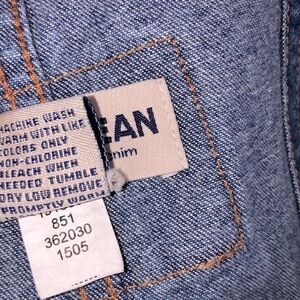 MACHINE WASH
WARM WITH LIKE
COLORS ONLY
NON-CHLORINE
BLEACH WHEN
NEEDED TUMBLE
DRY LOW REMOVE
PROMPTLY WARM
EAN
nim
851
362030
1505